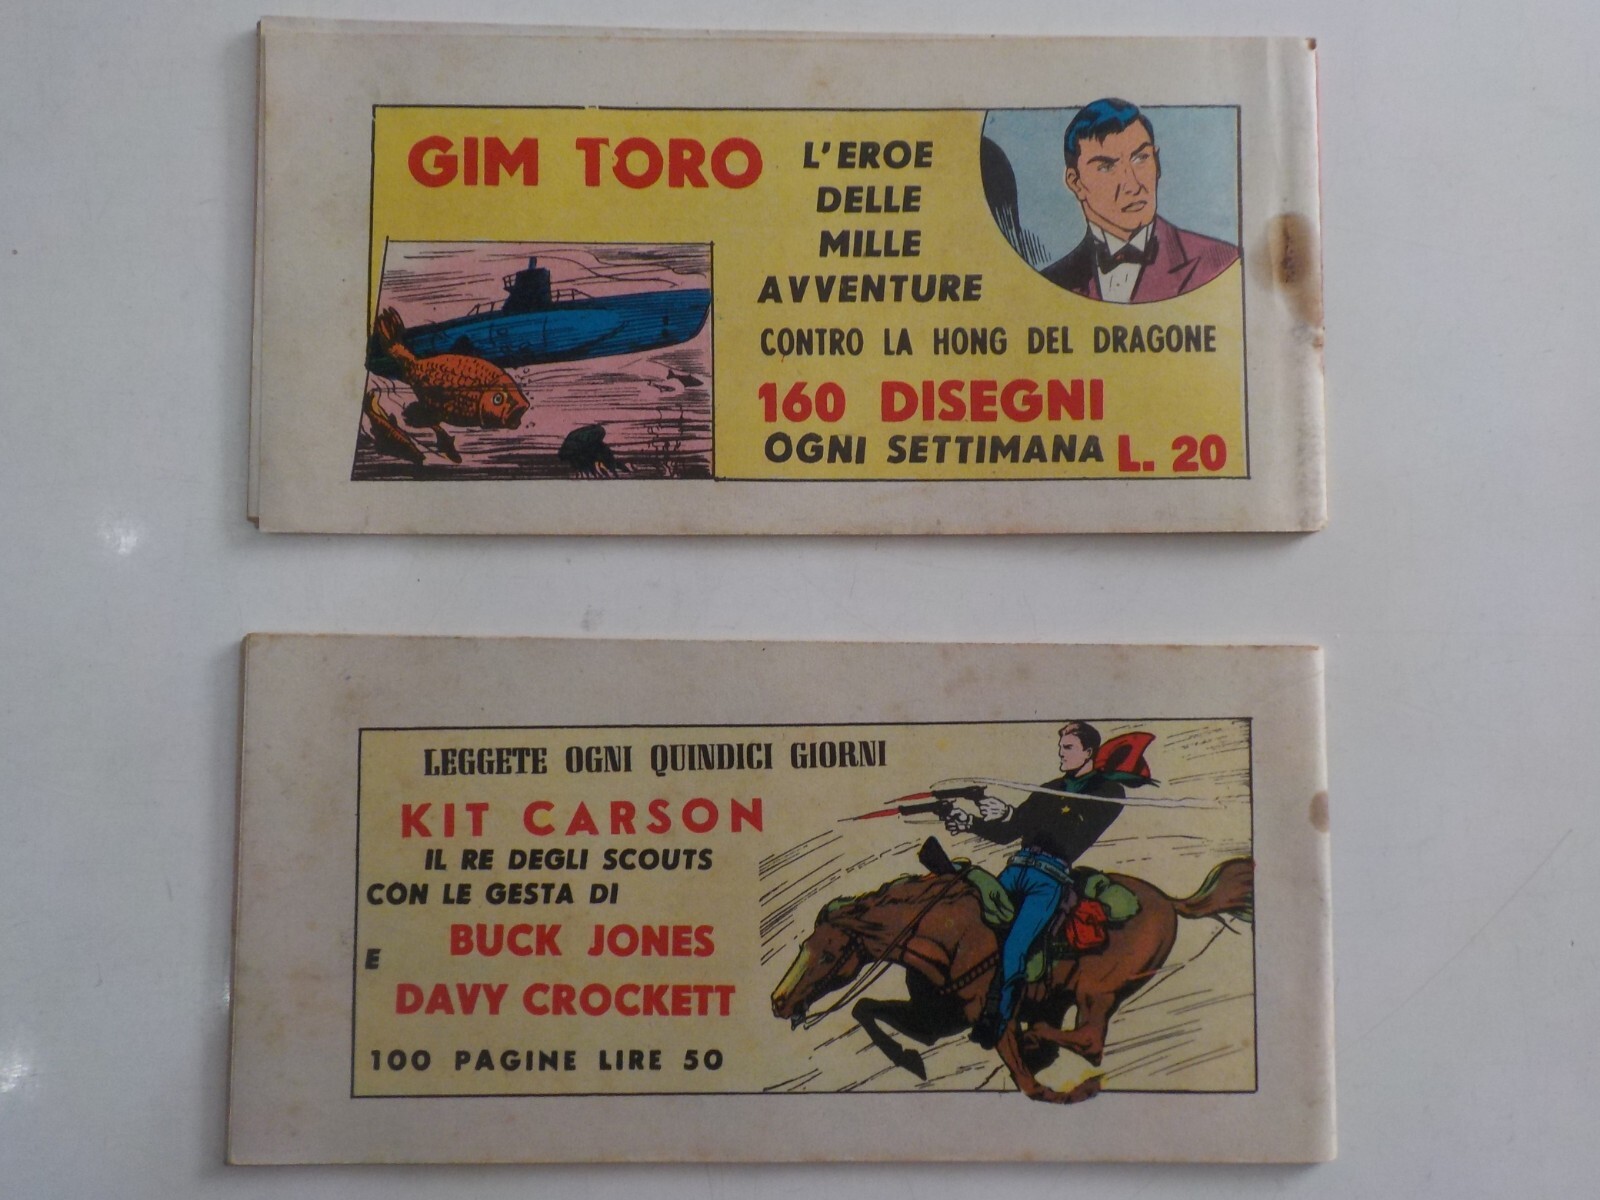 GIM TORO
L'EROE
DELLE
MILLE
AVVENTURE
CONTRO LA HONG DEL DRAGONE
160 DISEGNI
OGNI SETTIMANA L. 20
LEGGETE OGNI QUINDICI GIORNI
KIT CARSON
IL RE DEGLI SCOUTS
CON LE GESTA DI
BUCK JONES
E
DAVY CROCKETT
100 PAGINE LIRE 50